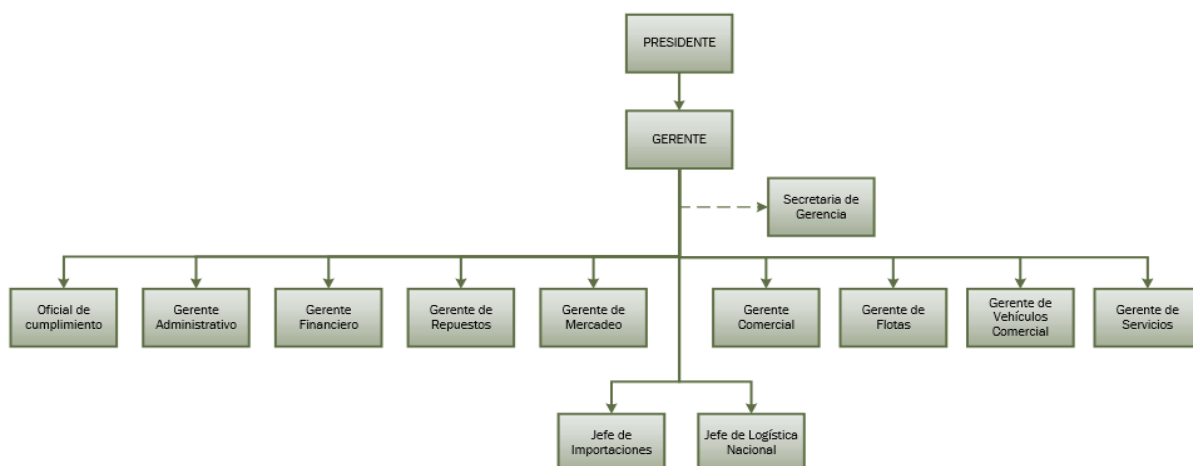 PRESIDENTE
GERENTE
Secretaria de
Gerencia
Oficial de
cumplimiento
Gerente
Administrativo
Gerente
Financiero
Gerente de
Repuestos
Gerente de
Mercadeo
Gerente
Comercial
Gerente de
Flotas
Gerente de
Vehículos
Comercial
Gerente de
Servicios
Jefe de
Importaciones
Jefe de Logística
Nacional